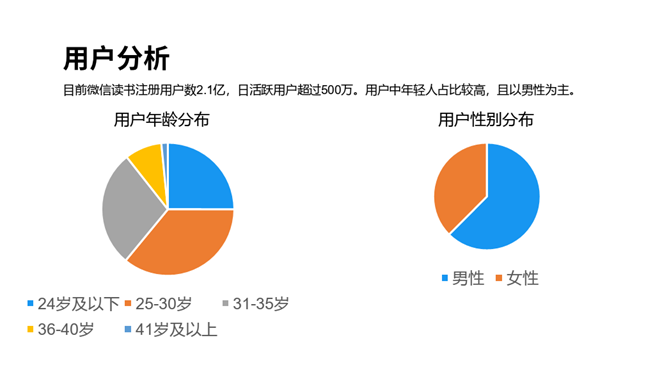 用户分析
目前微信读书注册用户数2.1亿，日活跃用户超过500万。用户中年轻人占比较高，且以男性为主。
用户年龄分布
24岁及以下 25-30岁 31-35岁
36-40岁 41岁及以上
用户性别分布
男性 女性